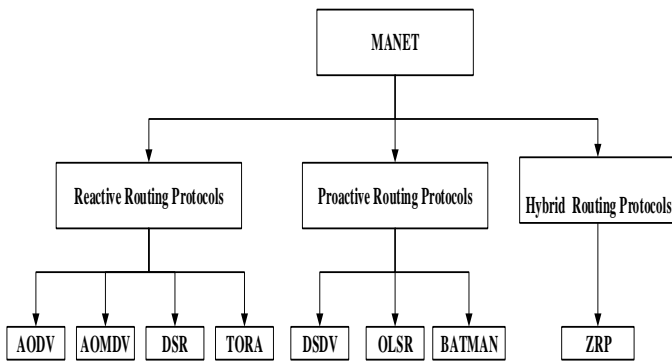 MANET
Reactive Routing Protocols
Proactive Routing Protocols
Hybrid Routing Protocols
AODV
AOMDV
DSR
TORA
DSDV
OLSR
BATMAN
ZRP